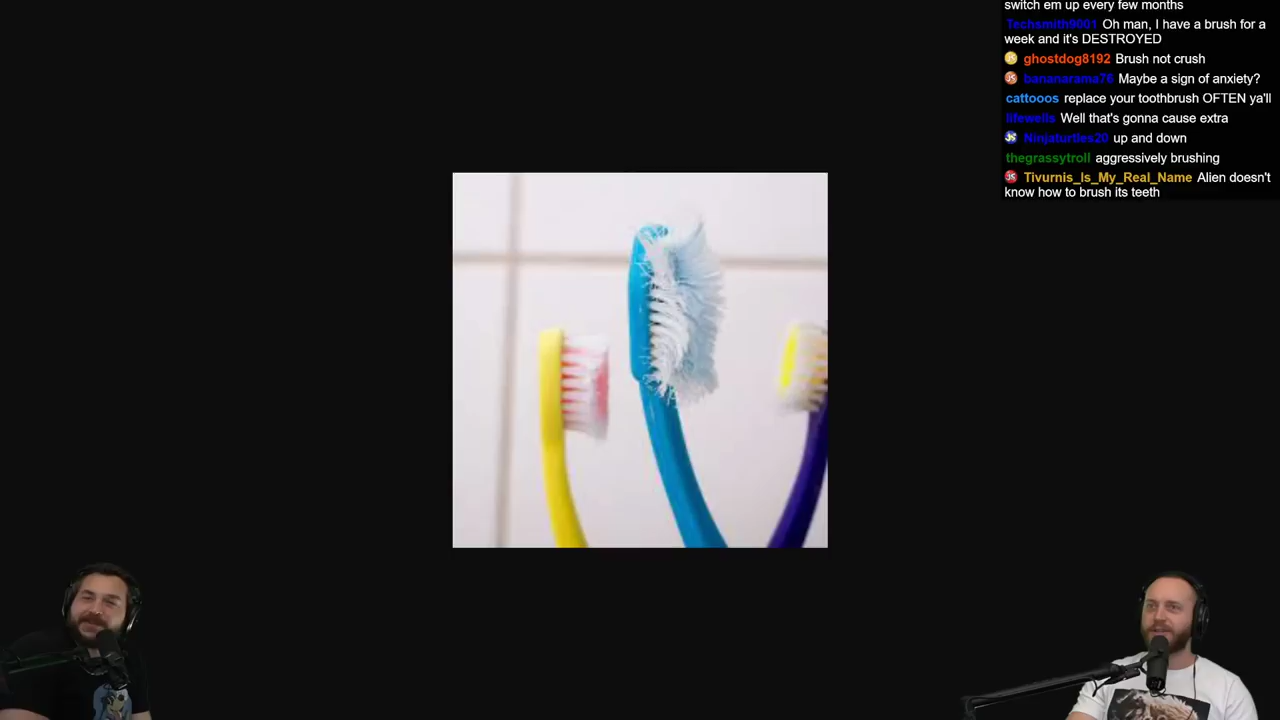 switch em up every few months
Techsmith9001 Oh man, I have a brush for a
week and it's DESTROYED
ghostdog8192 Brush not crush
bananarama76 Maybe a sign of anxiety?
cattooos replace your toothbrush OFTEN ya'll
lifewells Well that's gonna cause extra
Ninjaturtles20 up and down
thegrassytroll aggressively brushing
Tivurnis_Is_My_Real_Name Alien doesn't
know how to brush its teeth